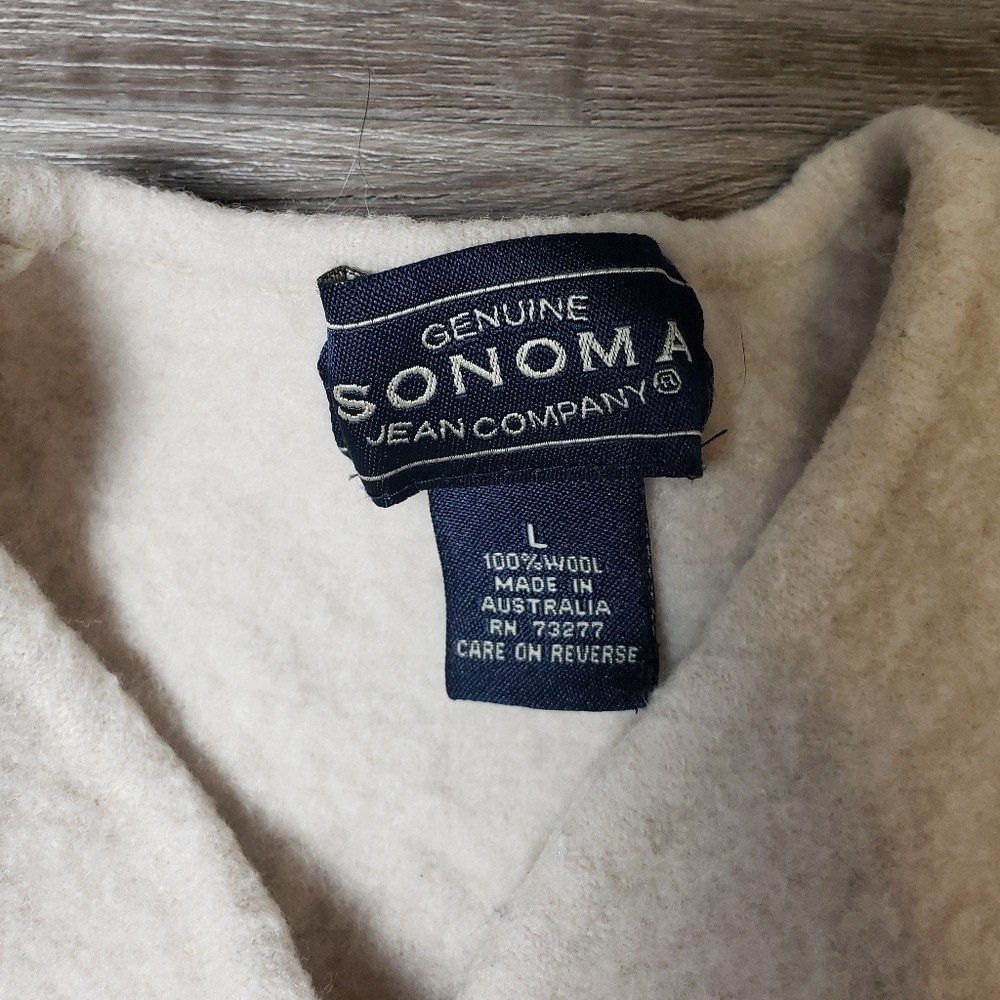 GENUINE
SONOMA
JEAN COMPANY®
L
100% WOOL
MADE IN
AUSTRALIA
RN 73277
CARE ON REVERSE